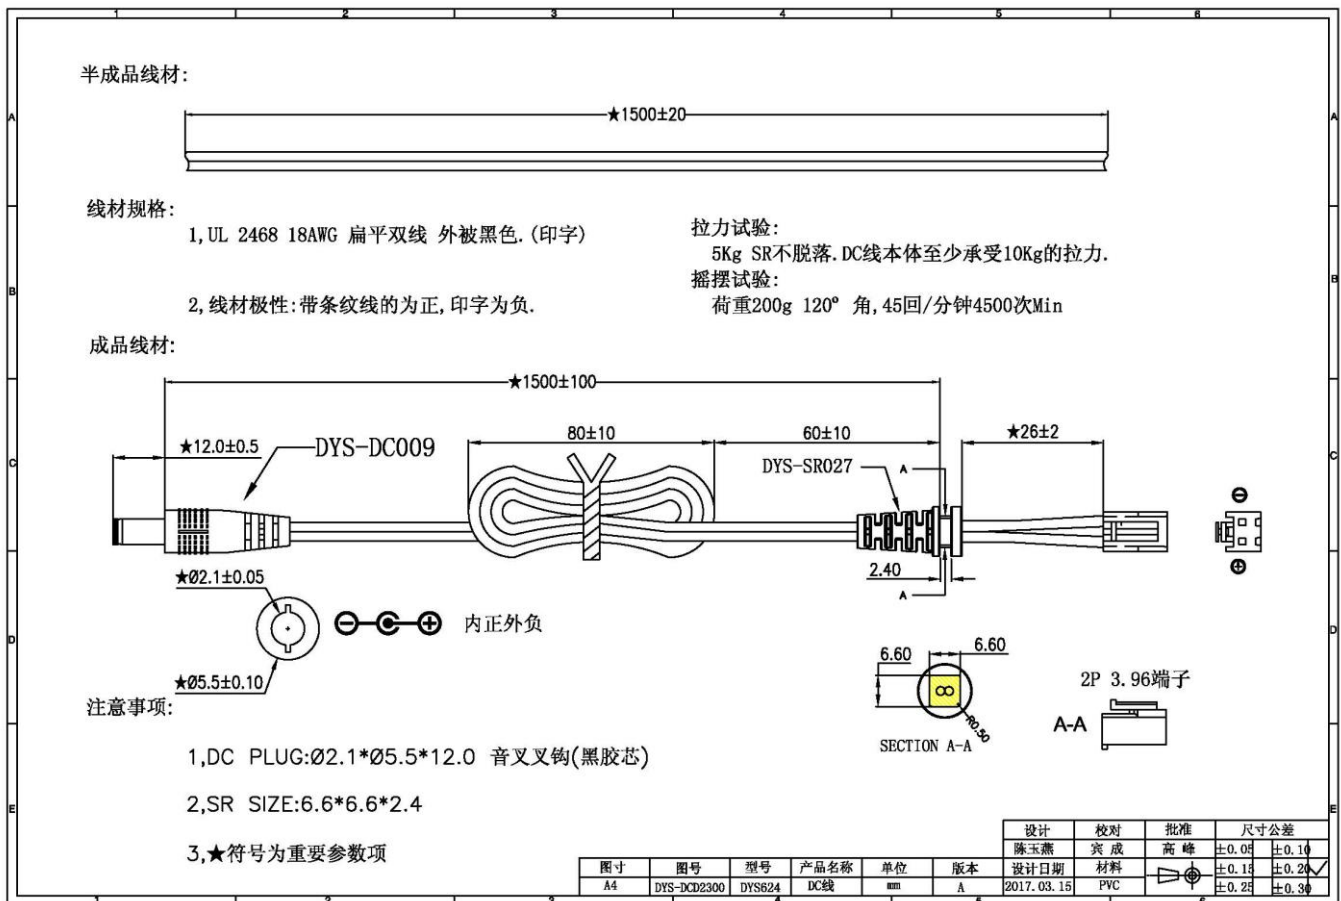 1 2 3 4 5 6
A A
半成品线材:
★1500±20
线材规格:
1,UL 2468 18AWG 扁平双线 外被黑色.(印字)
拉力试验:
5Kg SR不脱落.DC线本体至少承受10Kg的拉力.
摇摆试验:
B B
2,线材极性:带条纹线的为正,印字为负.
荷重200g 120° 角,45回/分钟4500次Min
成品线材:
★1500±100
★12.0±0.5
DYS-DC009
80±10
60±10
★26±2
DYS-SR027
A
C C
2.40
A
★Ø2.1±0.05
内正外负
D D
★Ø5.5±0.10
6.60
6.60
R0.50
SECTION A-A
2P 3.96端子
A-A
注意事项:
1,DC PLUG:Ø2.1*Ø5.5*12.0 音叉叉钩(黑胶芯)
2,SR SIZE:6.6*6.6*2.4
3,★符号为重要参数项
E E
设计 校对 批准 尺寸公差
陈玉燕 宾成 高峰 ±0.05 ±0.10
图寸 图号 型号 产品名称 单位 版本 设计日期 材料 ±0.15 ±0.20
A4 DYS-DCD2300 DYS624 DC线 mm A 2017.03.15 PVC ±0.25 ±0.30
1 2 3 4 5 6